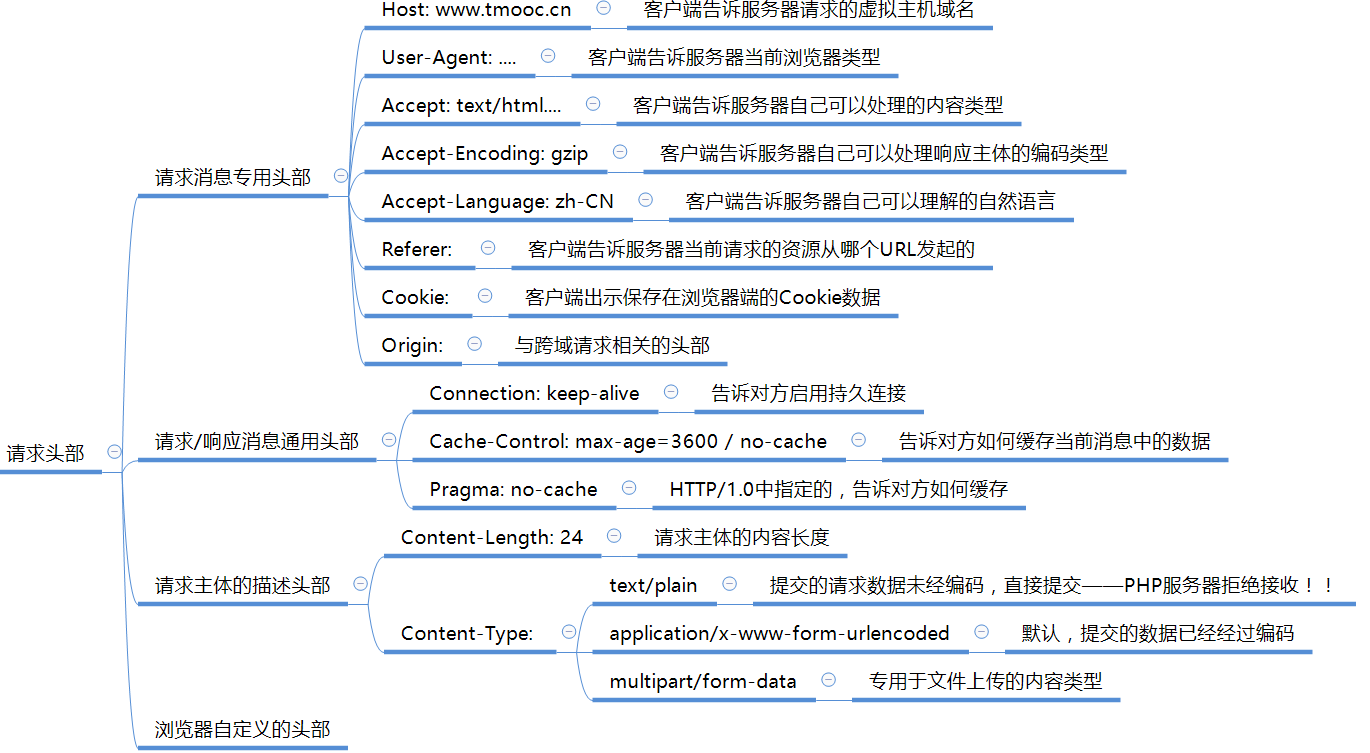 Host: www.tmooc.cn 客户端告诉服务器请求的虚拟主机域名
User-Agent: .... 客户端告诉服务器当前浏览器类型
Accept: text/html.... 客户端告诉服务器自己可以处理的内容类型
Accept-Encoding: gzip 客户端告诉服务器自己可以处理响应主体的编码类型
请求消息专用头部
Accept-Language: zh-CN 客户端告诉服务器自己可以理解的自然语言
Referer: 客户端告诉服务器当前请求的资源从哪个URL发起的
Cookie: 客户端出示保存在浏览器端的Cookie数据
Origin: 与跨域请求相关的头部
Connection: keep-alive 告诉对方启用持久连接
请求/响应消息通用头部 Cache-Control: max-age=3600 / no-cache 告诉对方如何缓存当前消息中的数据
请求头部
Pragma: no-cache HTTP/1.0中指定的，告诉对方如何缓存
Content-Length: 24 请求主体的内容长度
请求主体的描述头部 text/plain 提交的请求数据未经编码，直接提交——PHP服务器拒绝接收！！
Content-Type: application/x-www-form-urlencoded 默认，提交的数据已经经过编码
multipart/form-data 专用于文件上传的内容类型
浏览器自定义的头部